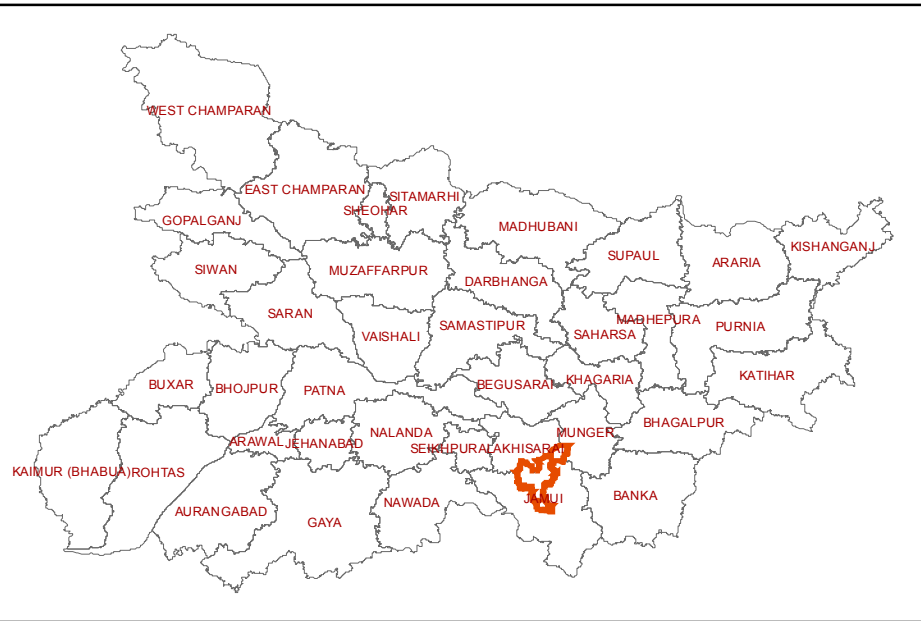 WEST CHAMPARAN
EAST CHAMPARAN
SITAMARHI
SHEOHAR
GOPALGANJ
MADHUBANI
KISHANGANJ
SUPAUL
ARARIA
SIWAN
MUZAFFARPUR
DARBHANGA
SARAN
MADHEPURA
SAMASTIPUR
PURNIA
VAISHALI
SAHARSA
KATIHAR
KHAGARIA
BUXAR
BHOJPUR
PATNA
BEGUSARAI
BHAGALPUR
NALANDA
MUNGER
ARAWAL
JEHANABAD
SEIKHPURA
LAKHISARAI
KAIMUR (BHABUA)
ROHTAS
BANKA
JAMUI
NAWADA
AURANGABAD
GAYA